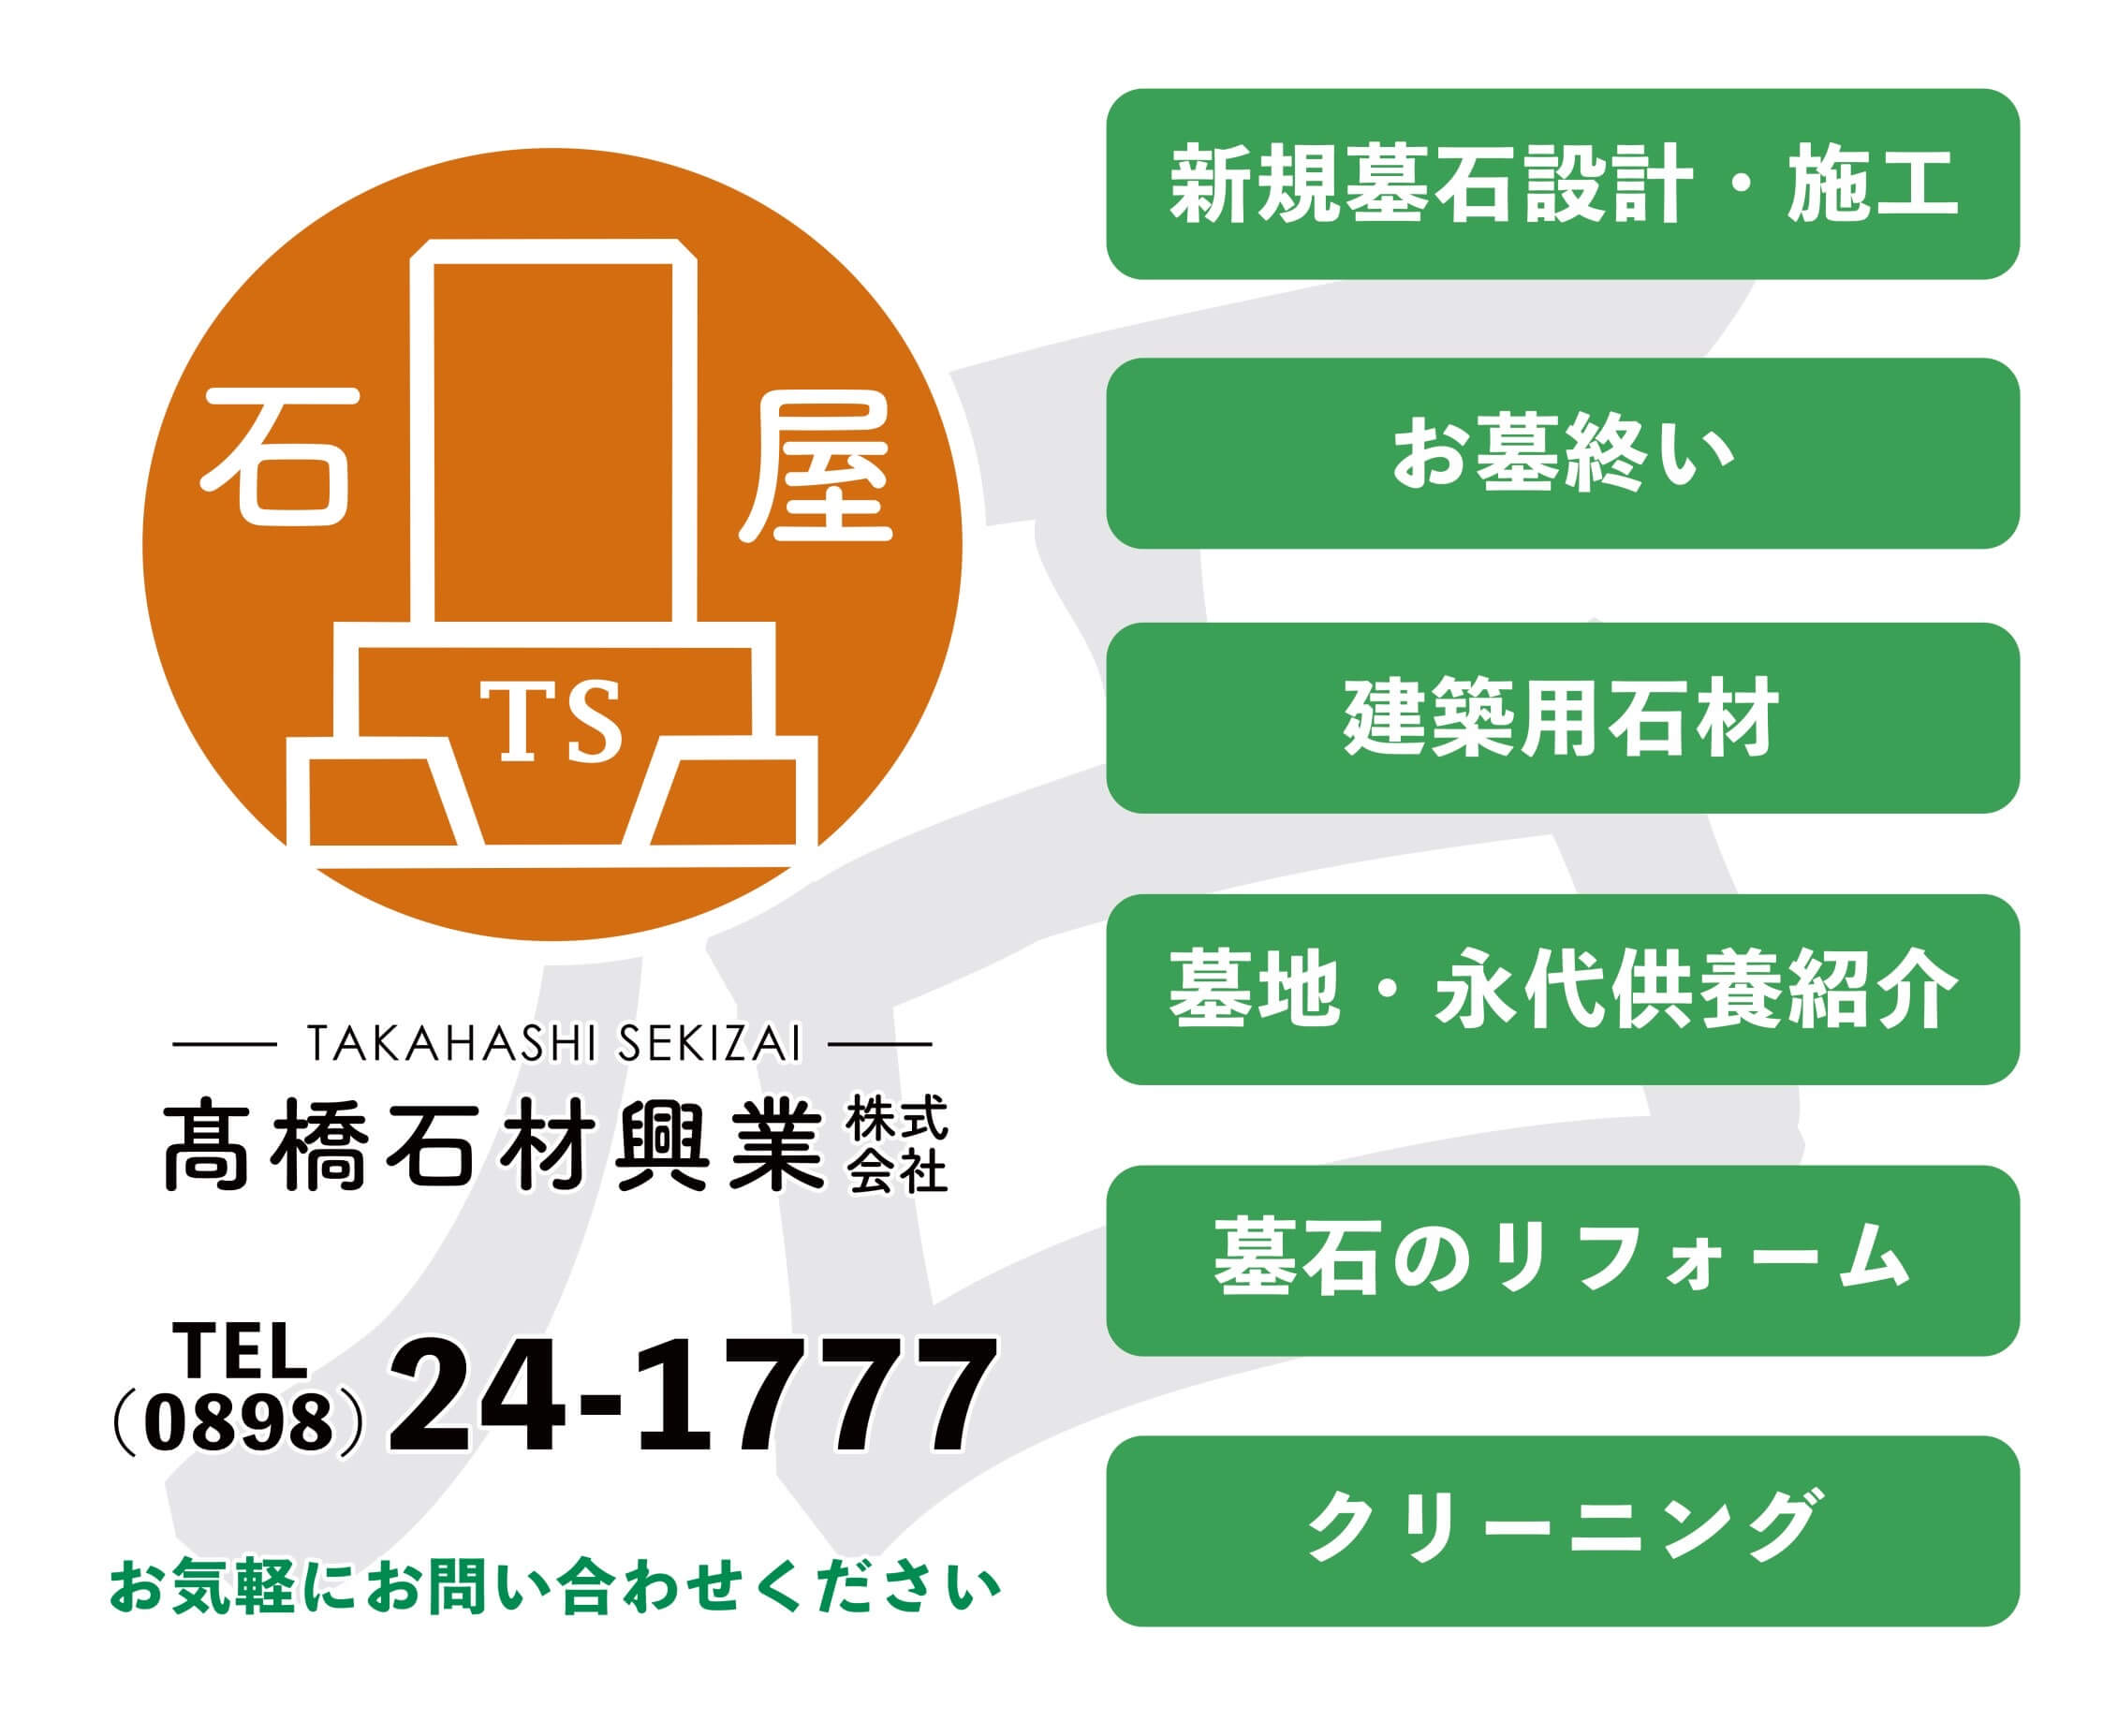 石屋
TS
TAKAHASHI SEKIZAI
髙橋石材興業 株式会社
TEL
(0898) 24-1777
お気軽にお問い合わせください
新規墓石設計・施工
お墓終い
建築用石材
墓地・永代供養紹介
墓石のリフォーム
クリーニング